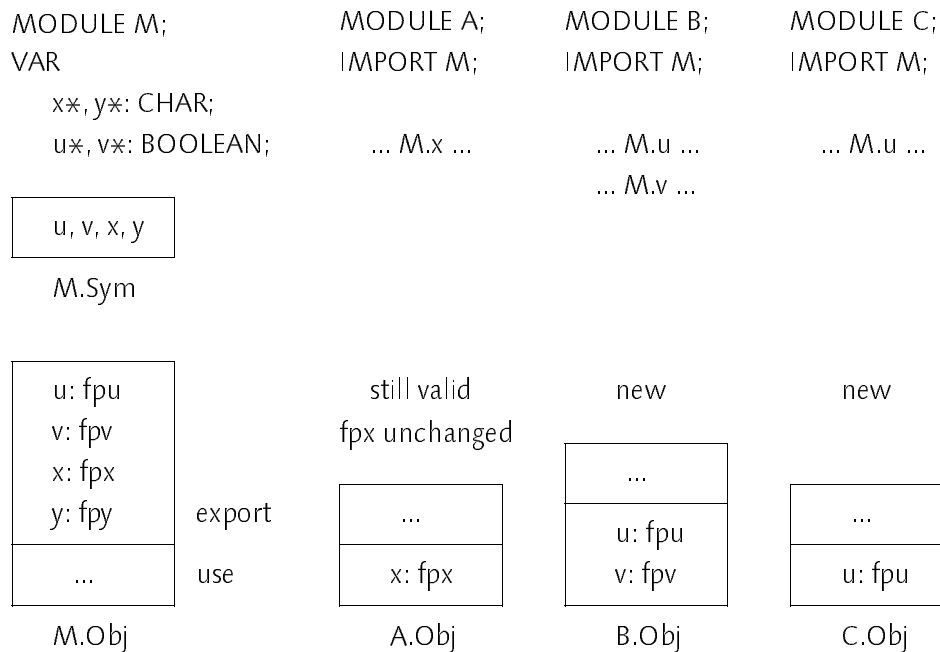 MODULE M;
VAR
x*, y*: CHAR;
u*, v*: BOOLEAN;
MODULE A;
IMPORT M;
... M.x ...
MODULE B;
IMPORT M;
... M.u ...
... M.v ...
MODULE C;
IMPORT M;
... M.u ...
u, v, x, y
M.Sym
u: fpu
v: fpv
x: fpx
y: fpy
export
...
use
M.Obj
still valid
fpx unchanged
...
x: fpx
A.Obj
new
...
u: fpu
v: fpv
B.Obj
new
...
u: fpu
C.Obj